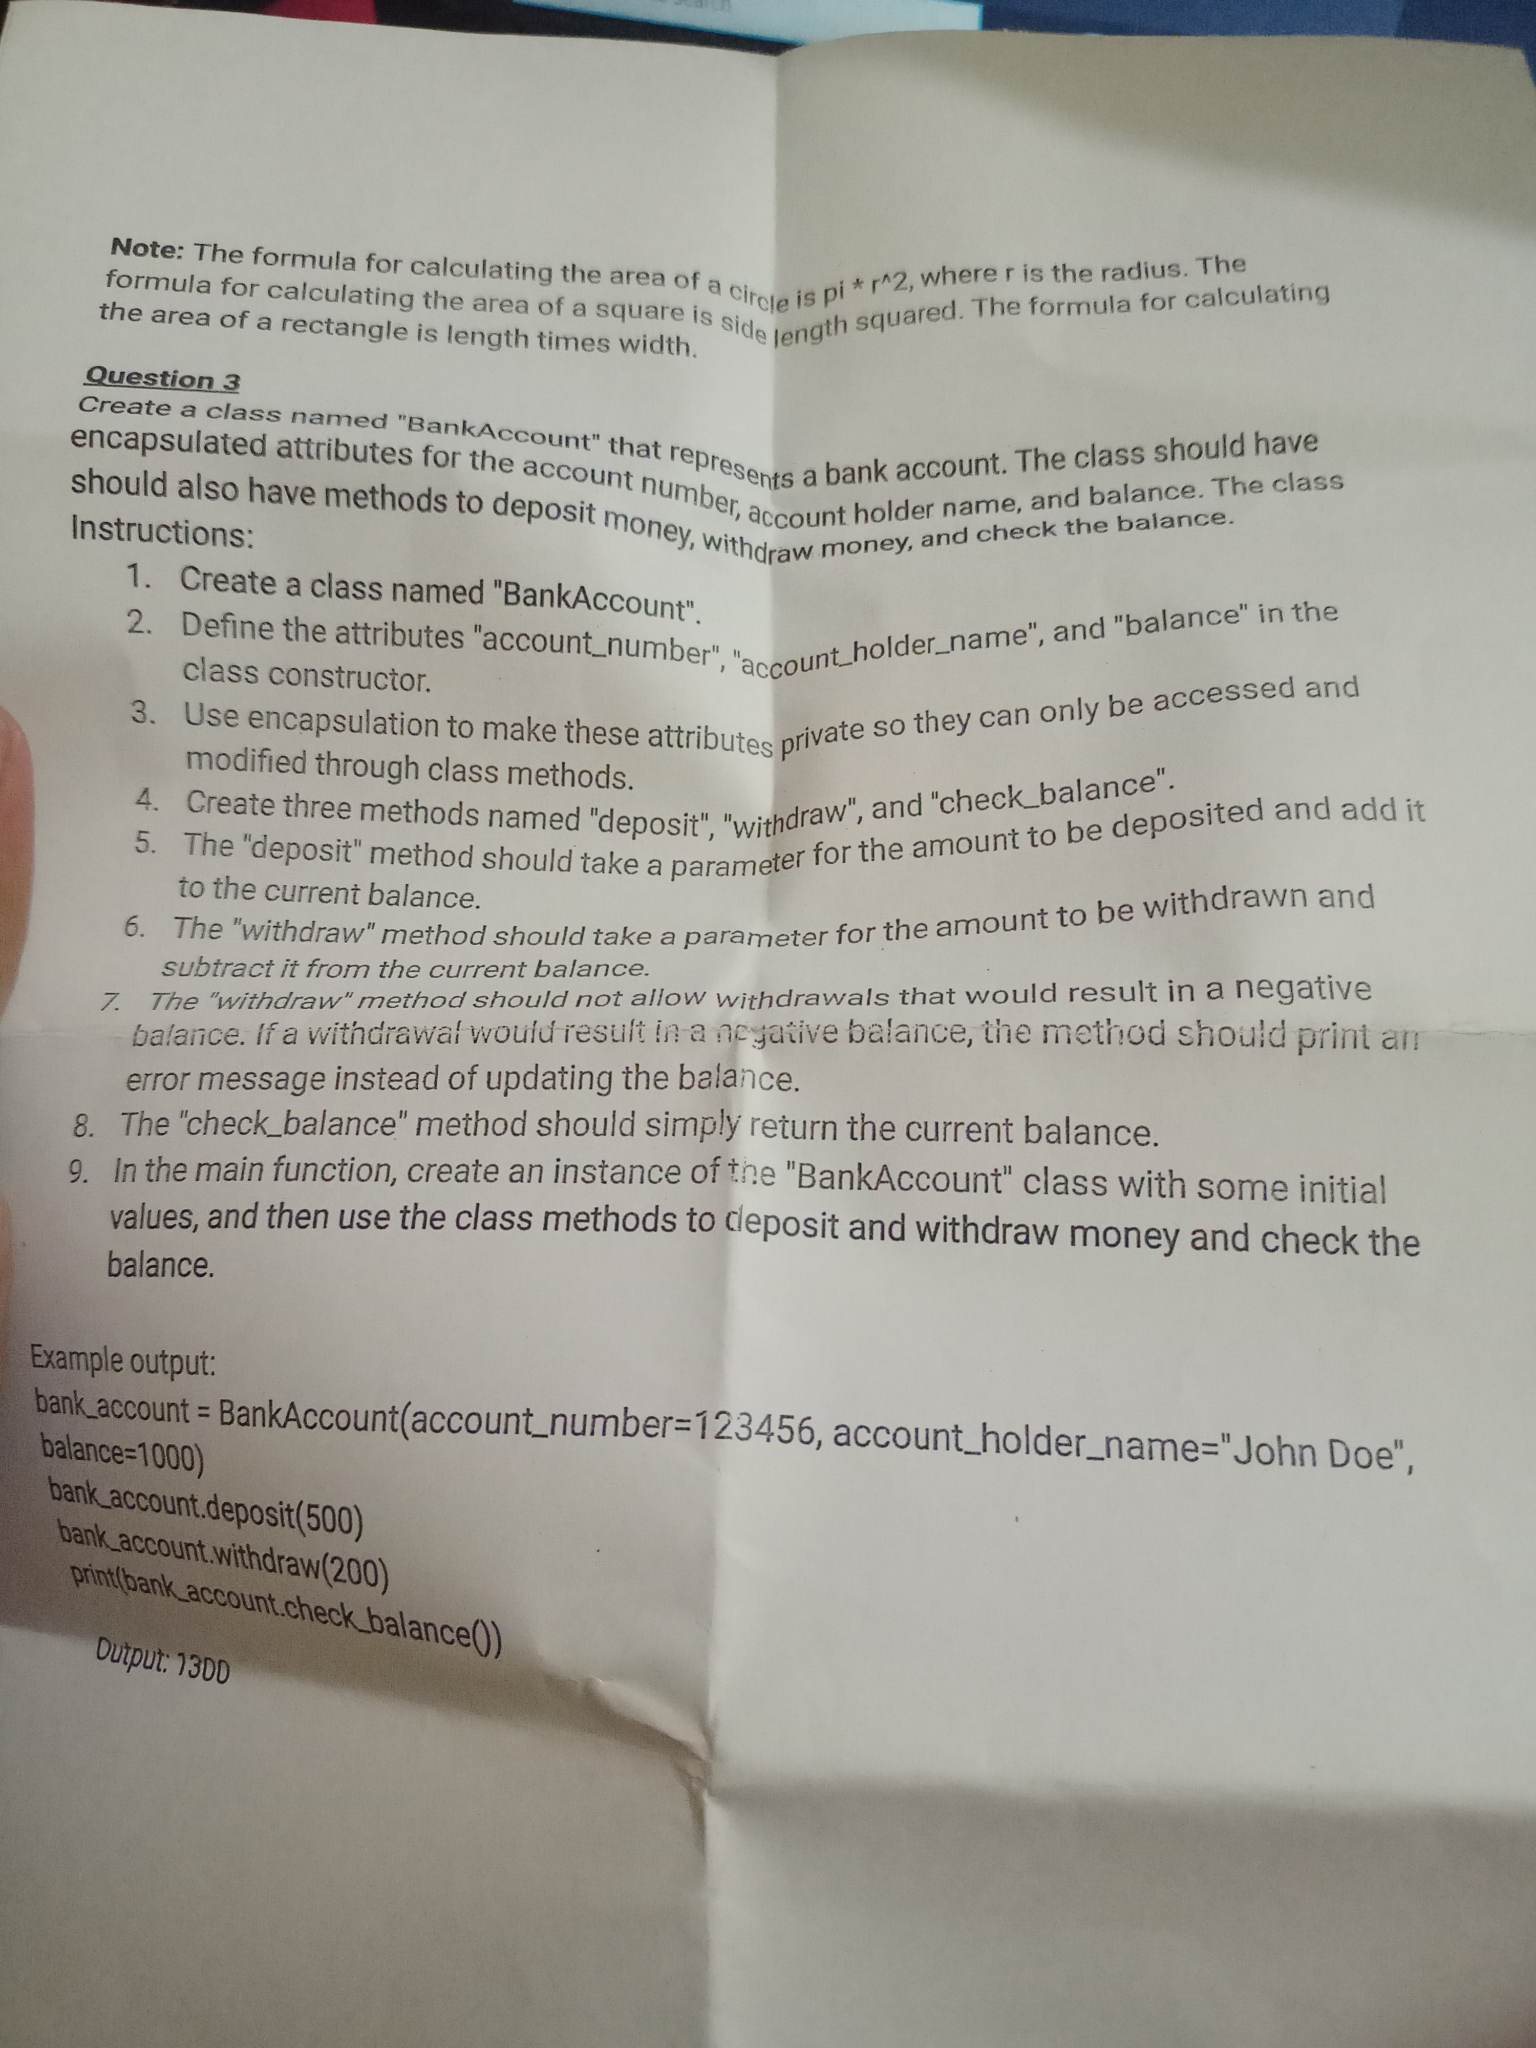 Search
Note: The formula for calculating the area of a circle is pi * r^2, where r is the radius. The
formula for calculating the area of a square is side length squared. The formula for calculating
the area of a rectangle is length times width.
Question 3
Create a class named "BankAccount" that represents a bank account. The class should have
encapsulated attributes for the account number, account holder name, and balance. The class
should also have methods to deposit money, withdraw money, and check the balance.
Instructions:
1. Create a class named "BankAccount".
2. Define the attributes "account_number", "account_holder_name", and "balance" in the
class constructor.
3. Use encapsulation to make these attributes private so they can only be accessed and
modified through class methods.
4. Create three methods named "deposit", "withdraw", and "check_balance".
5. The "deposit" method should take a parameter for the amount to be deposited and add it
to the current balance.
6. The "withdraw" method should take a parameter for the amount to be withdrawn and
subtract it from the current balance.
7. The "withdraw" method should not allow withdrawals that would result in a negative
balance. If a withdrawal would result in a negative balance, the method should print an
error message instead of updating the balance.
8. The "check_balance" method should simply return the current balance.
9. In the main function, create an instance of the "BankAccount" class with some initial
values, and then use the class methods to deposit and withdraw money and check the
balance.
Example output:
bank_account = BankAccount(account_number=123456, account_holder_name="John Doe",
balance=1000)
bank_account.deposit(500)
bank_account.withdraw(200)
print(bank_account.check_balance())
Output: 1300